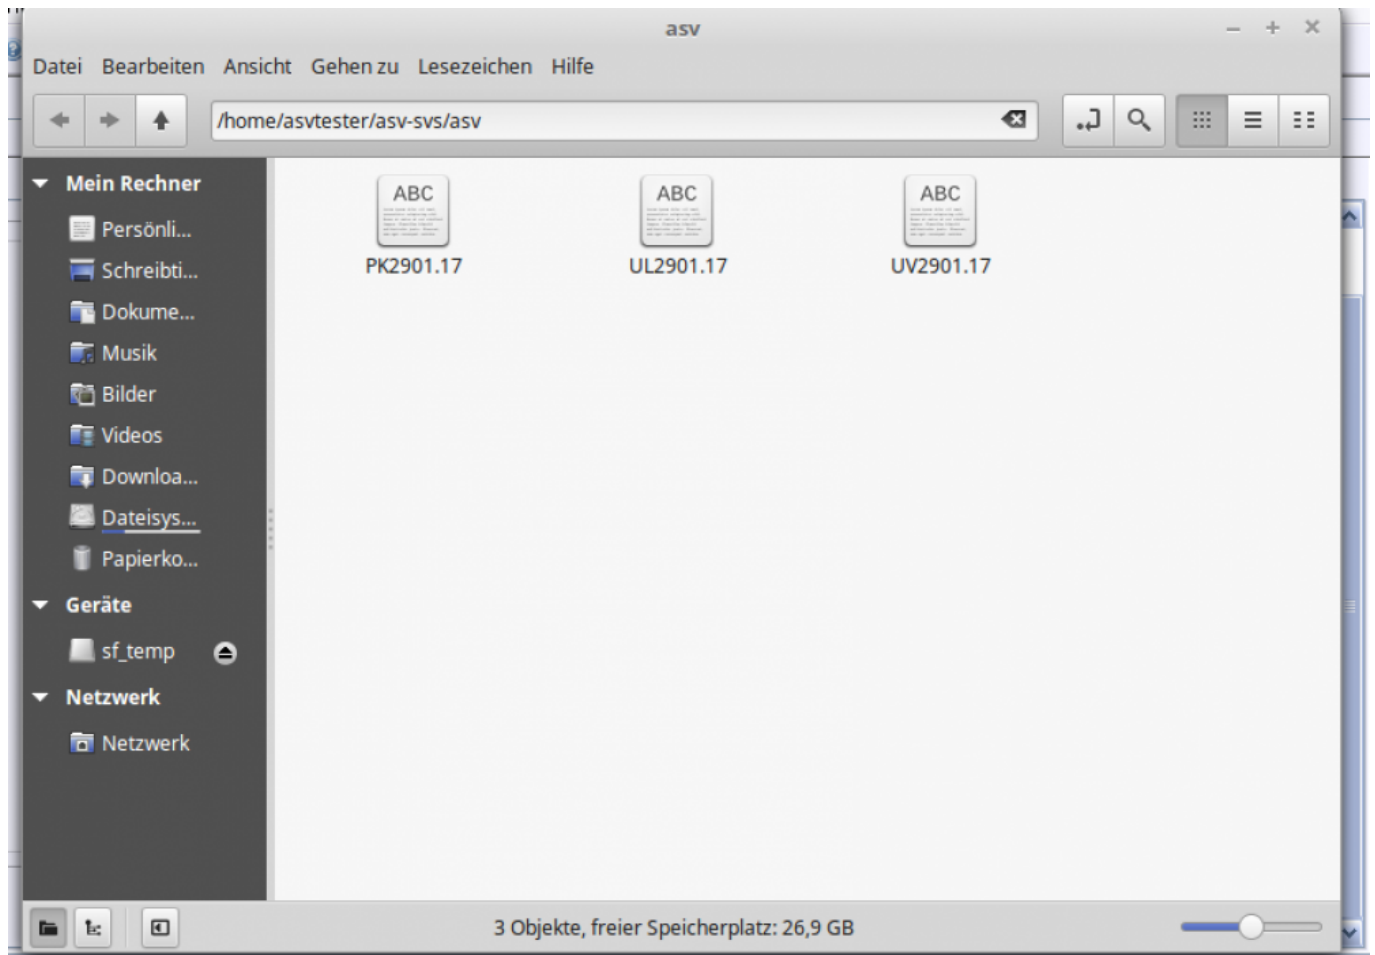 asv
Datei Bearbeiten Ansicht Gehen zu Lesezeichen Hilfe
/home/asvtester/asv-svs/asv
Mein Rechner
Persönli...
Schreibti...
Dokume...
Musik
Bilder
Videos
Downloa...
Dateisys...
Papierko...
Geräte
sf_temp
Netzwerk
Netzwerk
ABC
PK2901.17
ABC
UL2901.17
ABC
UV2901.17
3 Objekte, freier Speicherplatz: 26,9 GB